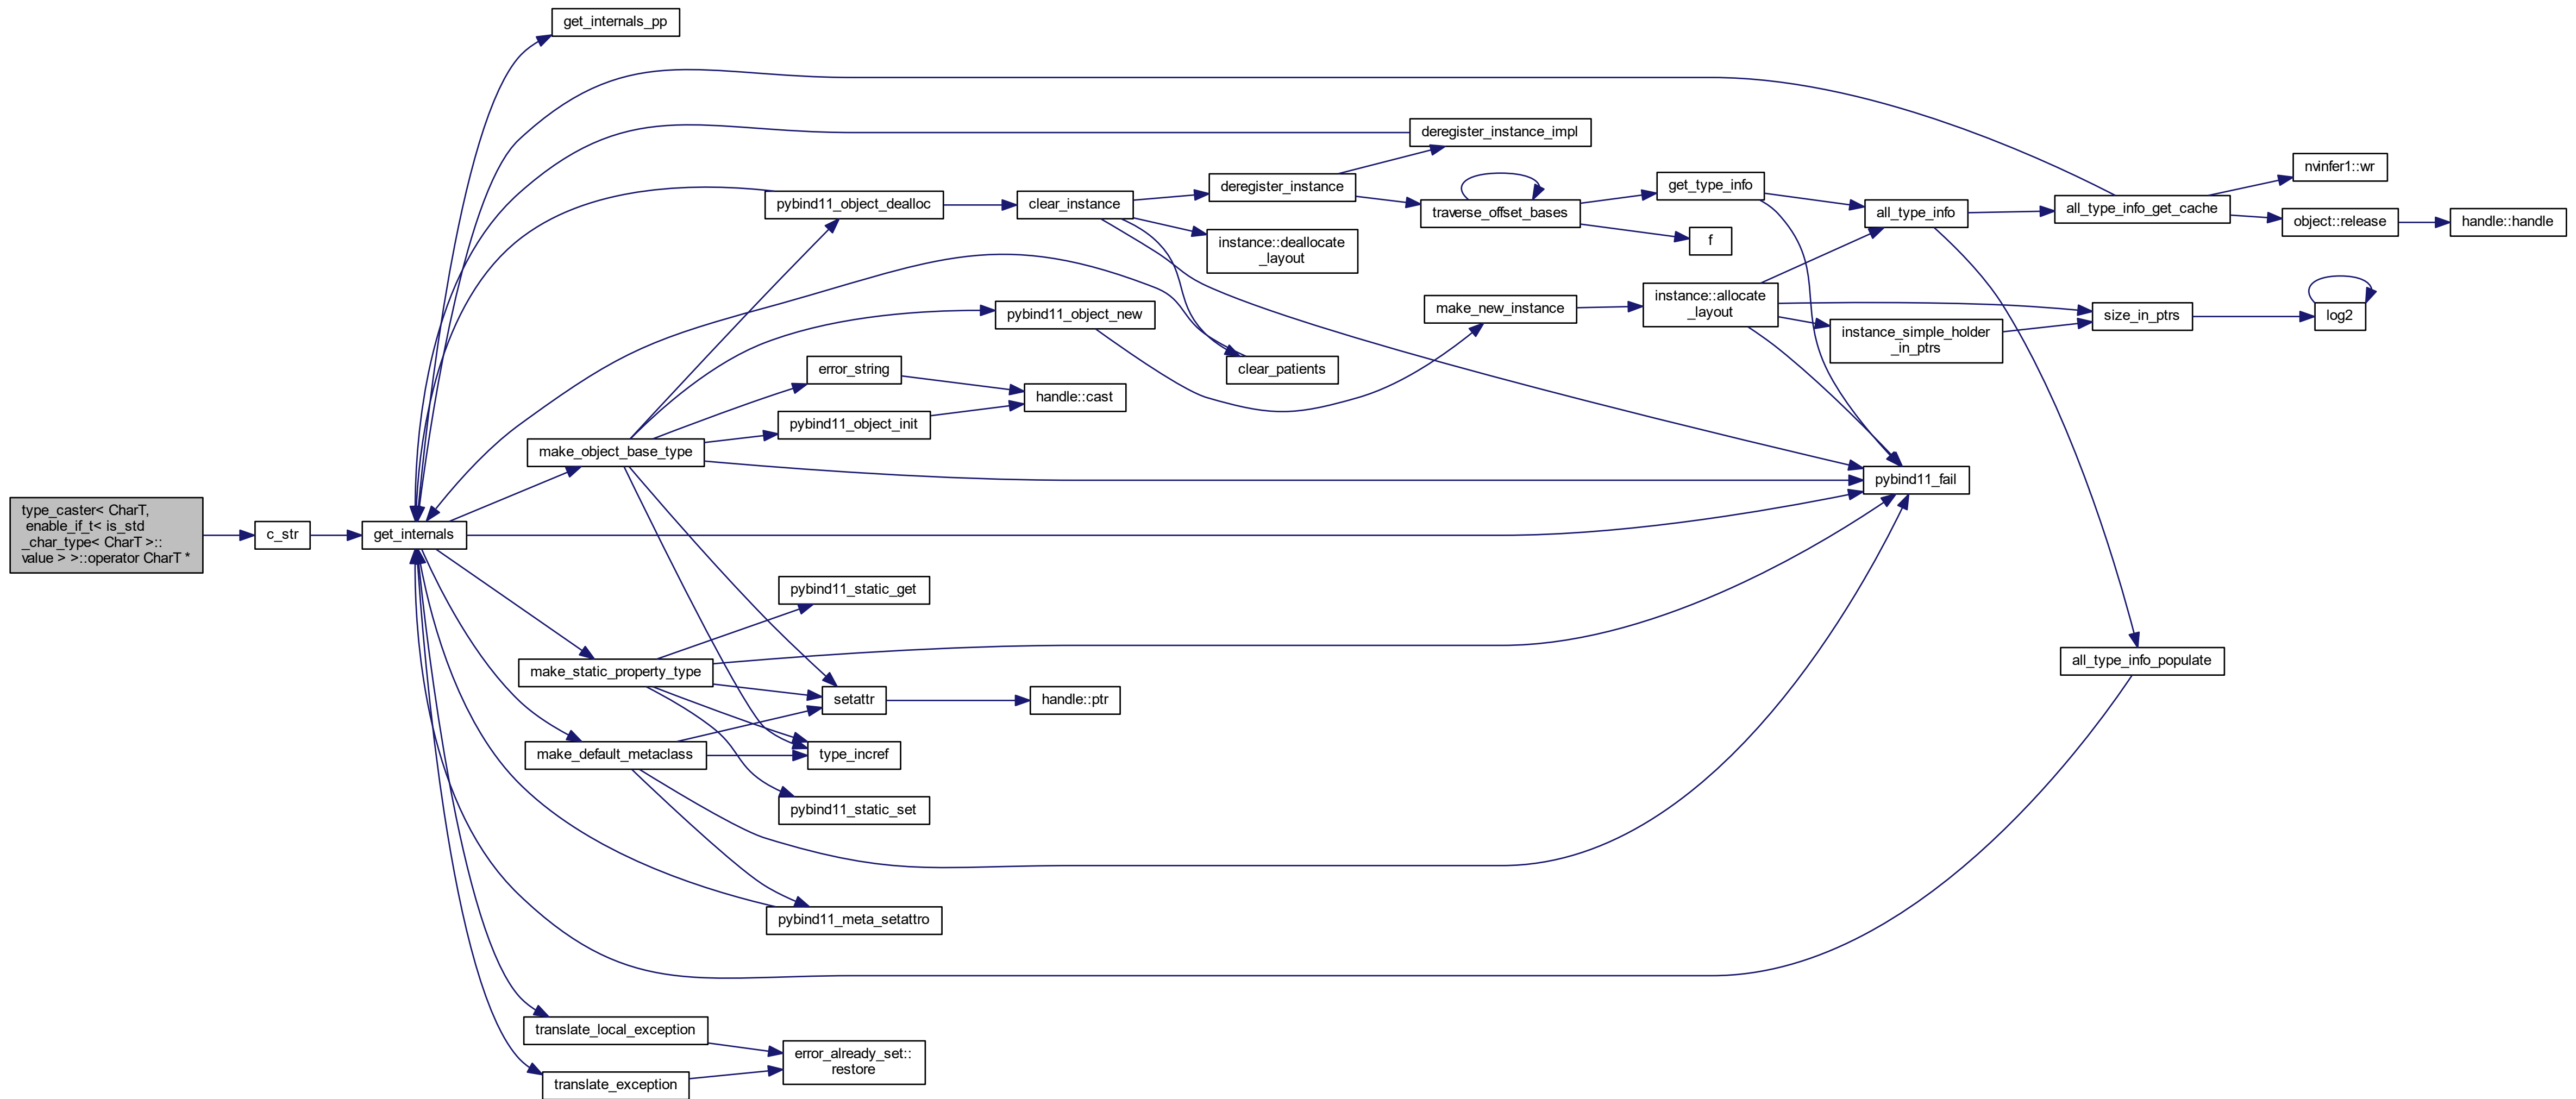 get_internals_pp
deregister_instance_impl
nvinfer1::wr
get_type_info
deregister_instance
pybind11_object_dealloc
clear_instance
traverse_offset_bases
all_type_info
all_type_info_get_cache
object::release
handle::handle
f
instance::deallocate
_layout
instance::allocate
_layout
pybind11_object_new
make_new_instance
size_in_ptrs
log2
instance_simple_holder
_in_ptrs
error_string
clear_patients
handle::cast
pybind11_object_init
make_object_base_type
pybind11_fail
type_caster< CharT,
enable_if_t< is_std
_char_type< CharT >::
value > >::operator CharT *
c_str
get_internals
pybind11_static_get
make_static_property_type
all_type_info_populate
setattr
handle::ptr
make_default_metaclass
type_incref
pybind11_static_set
pybind11_meta_setattro
translate_local_exception
error_already_set::
restore
translate_exception